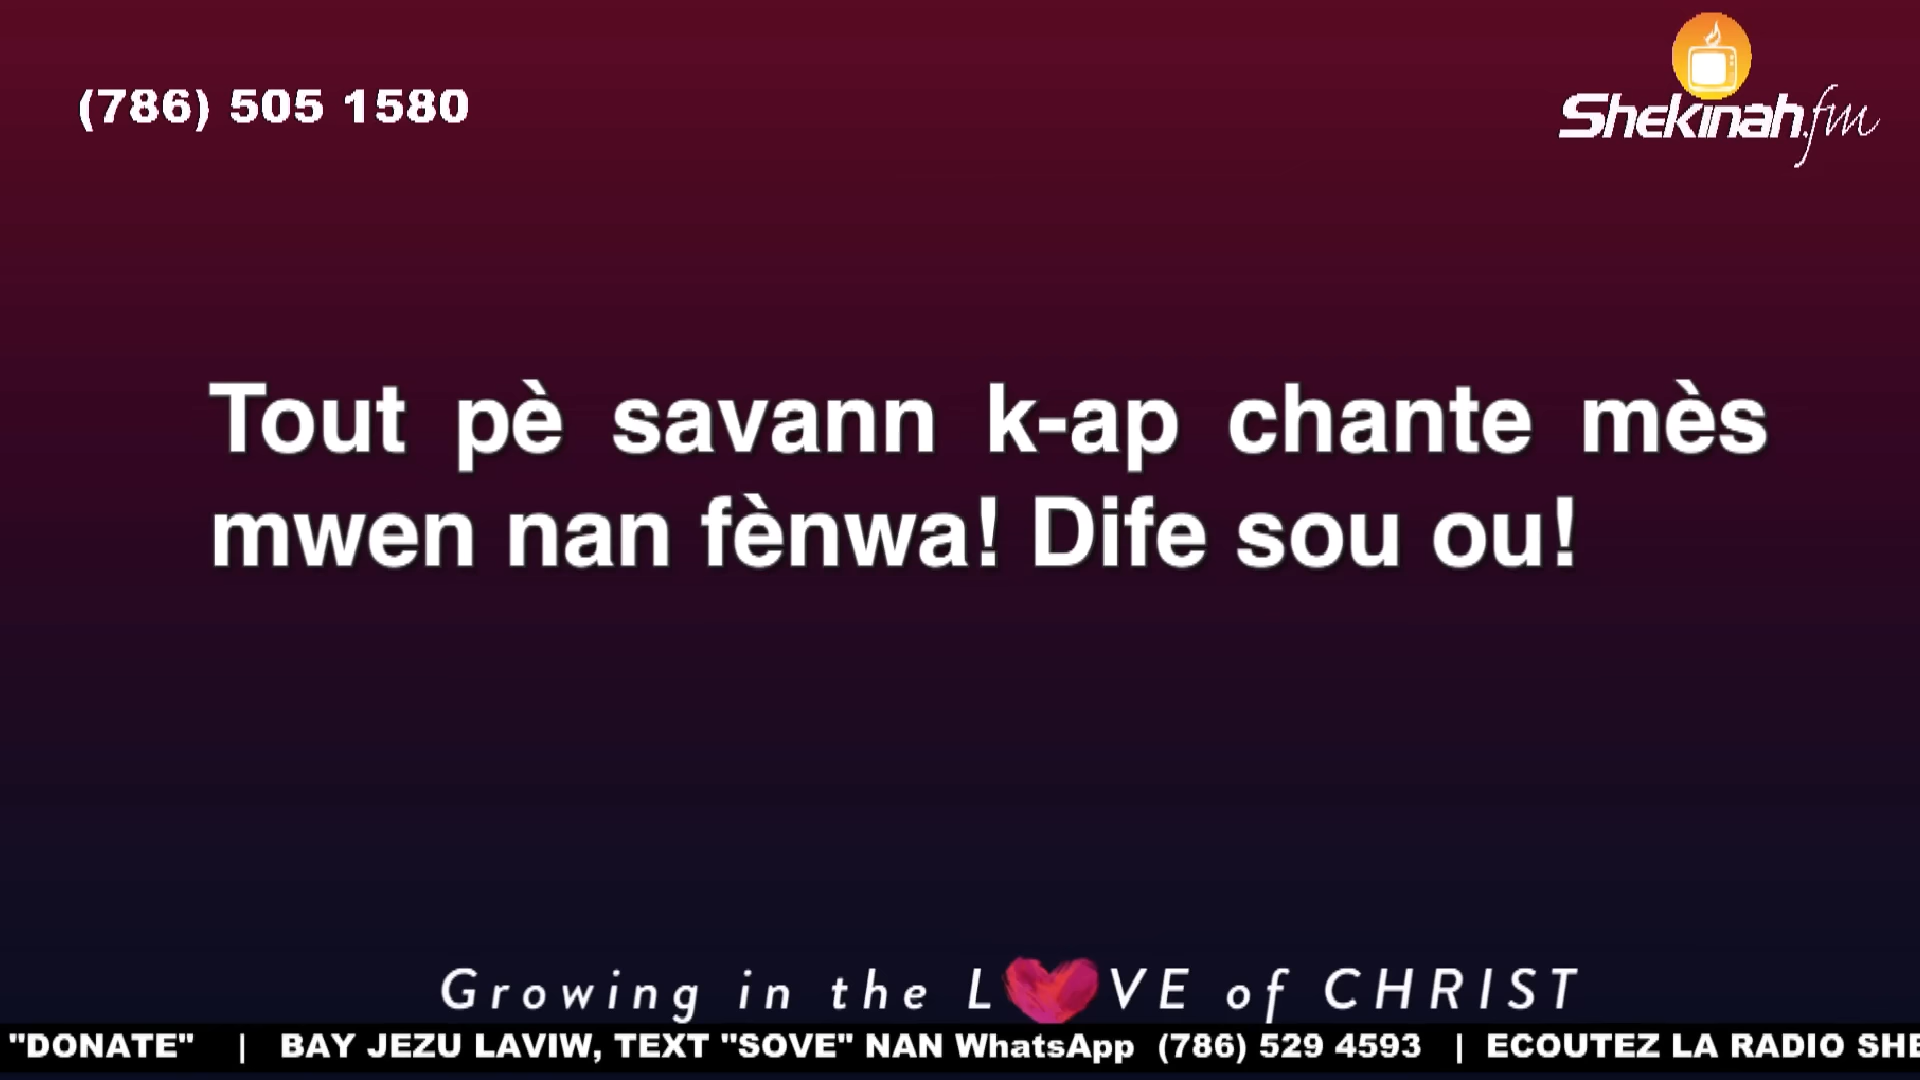 (786) 505 1580
Shekinah.fm
Tout pè savann k-ap chante mès
mwen nan fènwa! Dife sou ou!
Growing in the LOVE of CHRIST
"DONATE" | BAY JEZU LAVIW, TEXT "SOVE" NAN WhatsApp (786) 529 4593 | ECOUTEZ LA RADIO SHE